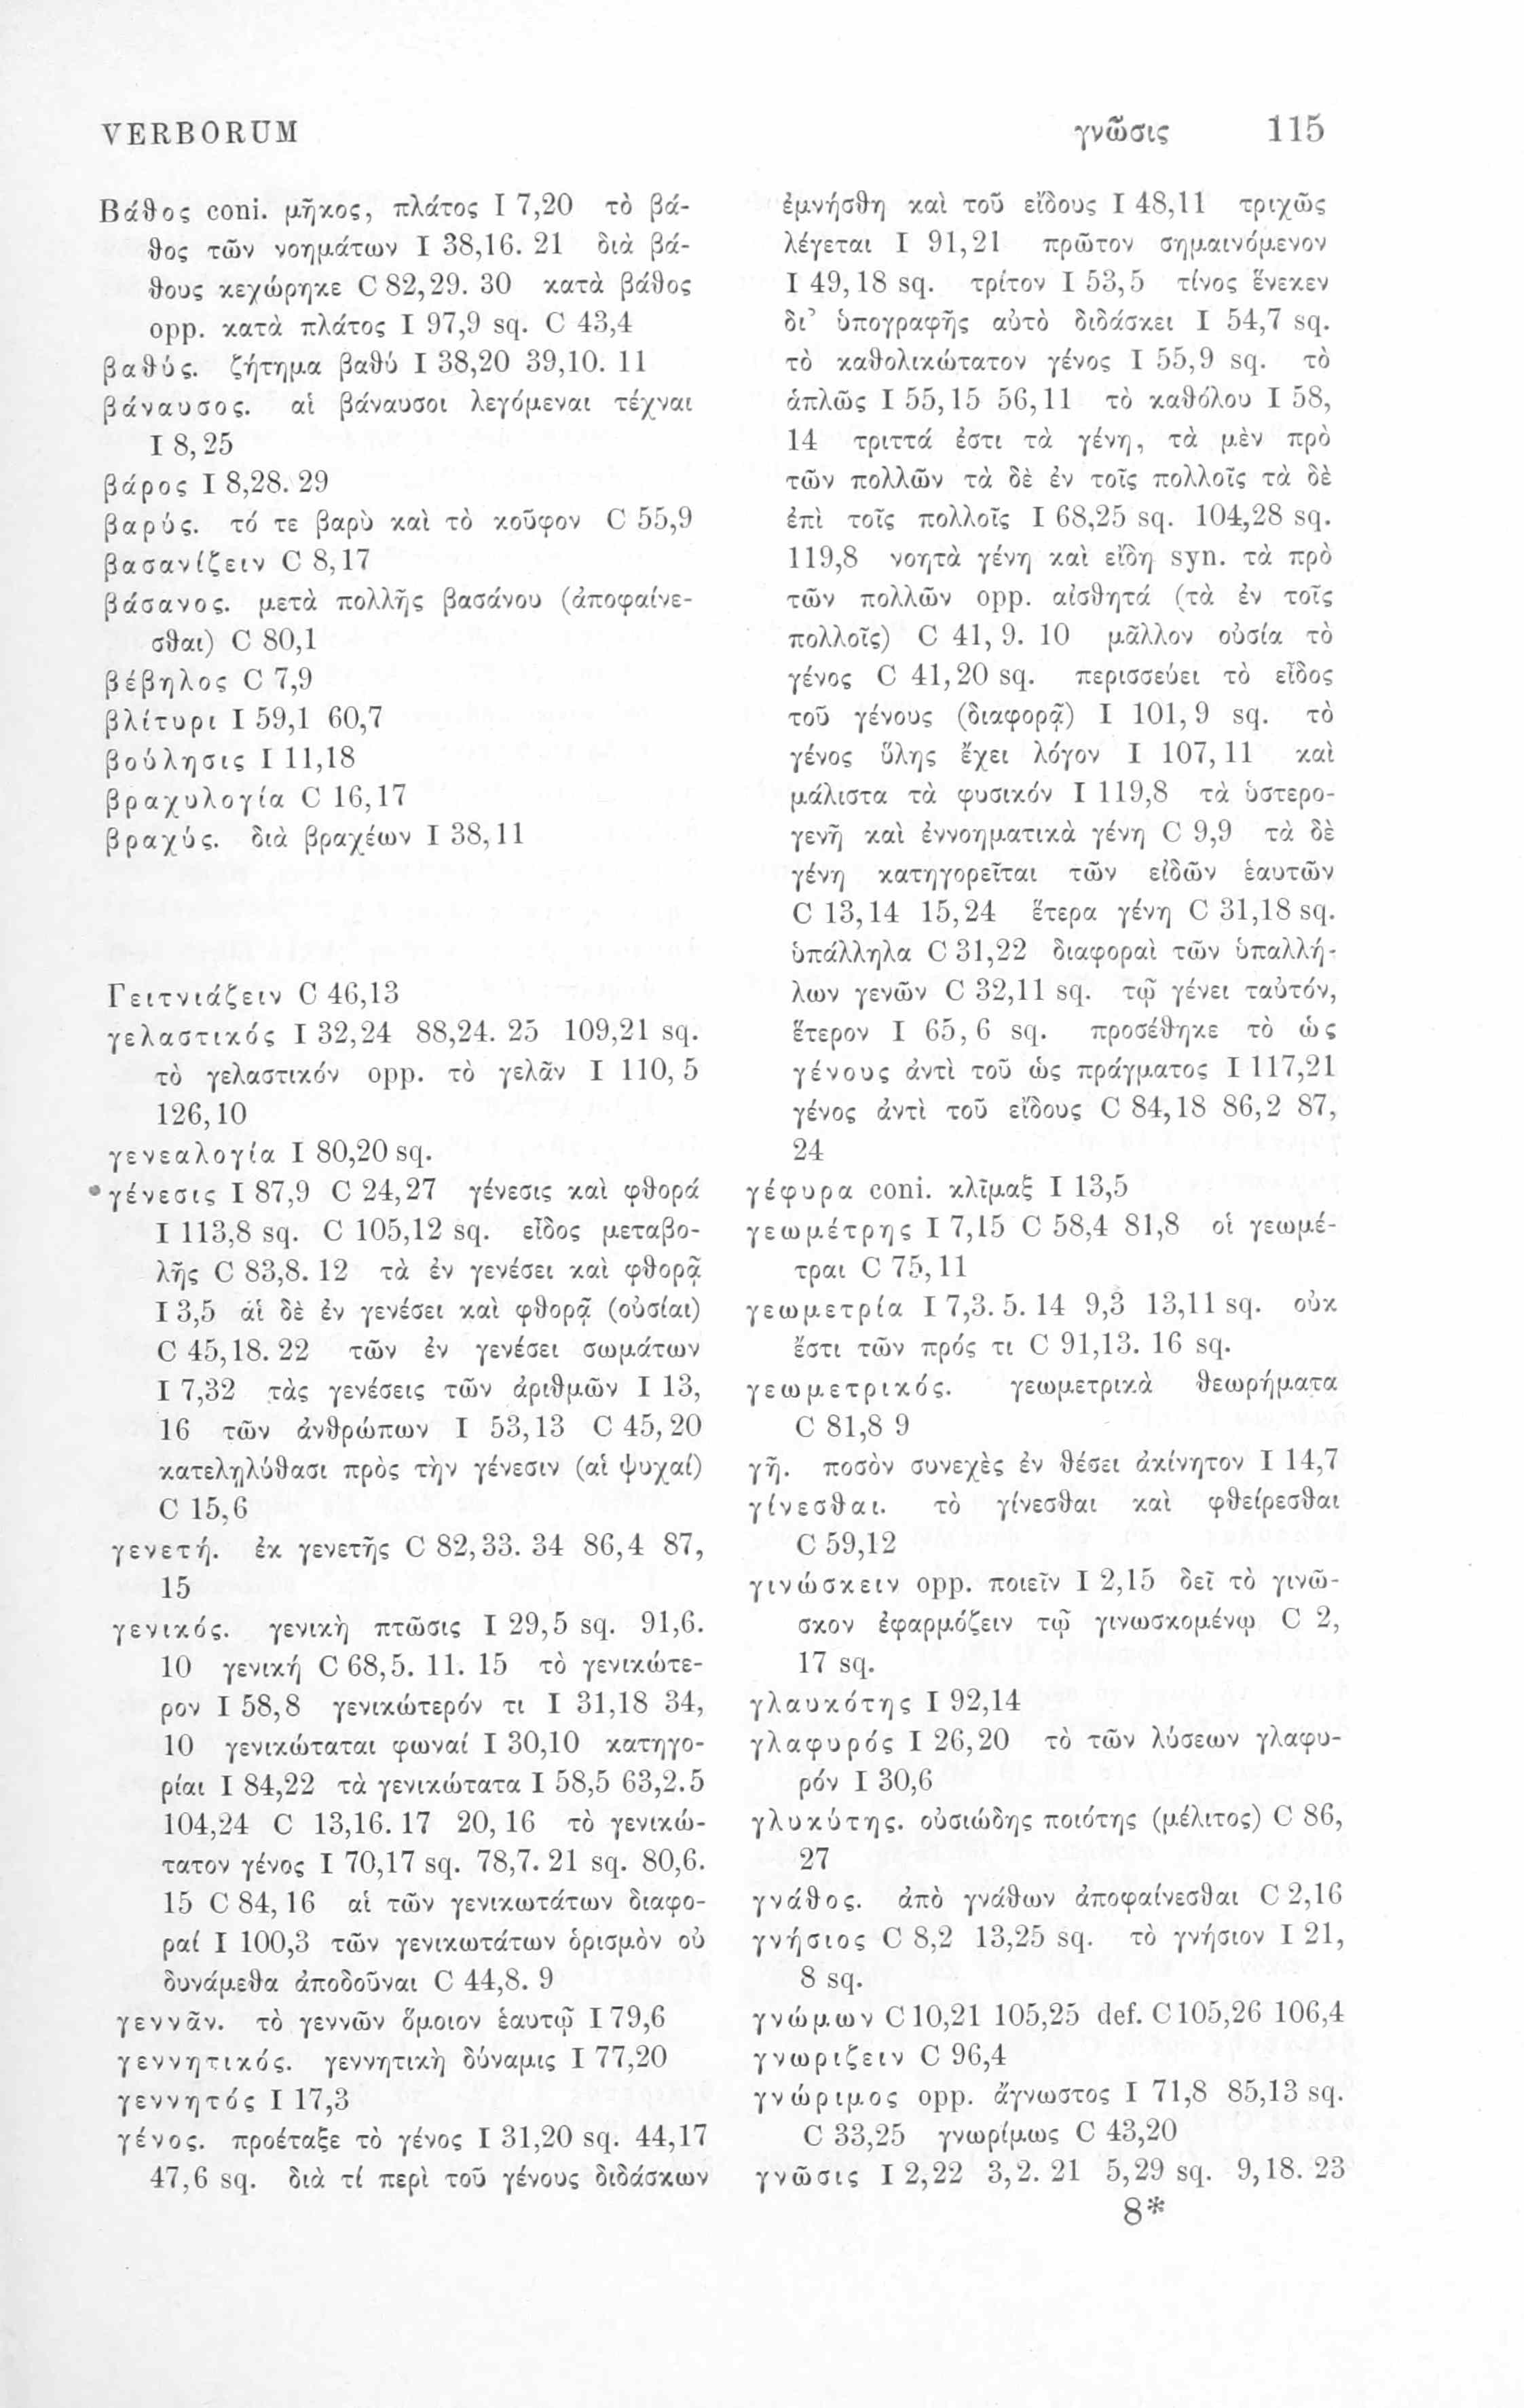 VERBORUM γνῶσις 115
Βάθος coni. μῆκος, πλάτος I 7,20 τὸ βά-
θος τῶν νοημάτων I 38,16. 21 διὰ βά-
θους κεχώρηκε C 82,29. 30 κατὰ βάθος
opp. κατὰ πλάτος I 97,9 sq. C 43,4
βαθύς. ζήτημα βαθύ I 38,20 39,10. 11
βάναυσος. αἱ βάναυσοι λεγόμεναι τέχναι
I 8,25
βάρος I 8,28. 29
βαρύς. τό τε βαρὺ καὶ τὸ κοῦφον C 55,9
βασανίζειν C 8,17
βάσανος. μετὰ πολλῆς βασάνου (ἀποφαίνε-
σθαι) C 80,1
βέβηλος C 7,9
βλίτυρι I 59,1 60,7
βούλησις I 11,18
βραχυλογία C 16,17
βραχύς. διὰ βραχέων I 38,11
Γειτνιάζειν C 46,13
γελαστικός I 32,24 88,24. 25 109,21 sq.
τὸ γελαστικόν opp. τὸ γελᾶν I 110,5
126,10
γενεαλογία I 80,20 sq.
γένεσις I 87,9 C 24,27 γένεσις καὶ φθορά
I 113,8 sq. C 105,12 sq. εἶδος μεταβο-
λῆς C 83,8. 12 τὰ ἐν γενέσει καὶ φθορᾷ
I 3,5 αἱ δὲ ἐν γενέσει καὶ φθορᾷ (οὐσίαι)
C 45,18. 22 τῶν ἐν γενέσει σωμάτων
I 7,32 τὰς γενέσεις τῶν ἀριθμῶν I 13,
16 τῶν ἀνθρώπων I 53,13 C 45,20
κατεληλύθασι πρὸς τὴν γένεσιν (αἱ ψυχαί)
C 15,6
γενετή. ἐκ γενετῆς C 82,33. 34 86,4 87,
15
γενικός. γενικὴ πτῶσις I 29,5 sq. 91,6.
10 γενική C 68,5. 11. 15 τὸ γενικώτε-
ρον I 58,8 γενικώτερόν τι I 31,18 34,
10 γενικώταται φωναί I 30,10 κατηγο-
ρίαι I 84,22 τὰ γενικώτατα I 58,5 63,2.5
104,24 C 13,16. 17 20,16 τὸ γενικώ-
τατον γένος I 70,17 sq. 78,7. 21 sq. 80,6.
15 C 84,16 αἱ τῶν γενικωτάτων διαφο-
ραί I 100,3 τῶν γενικωτάτων ὁρισμὸν οὐ
δυνάμεθα ἀποδοῦναι C 44,8. 9
γεννᾶν. τὸ γεννῶν ὅμοιον ἑαυτῷ I 79,6
γεννητικός. γεννητικὴ δύναμις I 77,20
γεννητός I 17,3
γένος. προέταξε τὸ γένος I 31,20 sq. 44,17
47,6 sq. διὰ τί περὶ τοῦ γένους διδάσκων
ἐμνήσθη καὶ τοῦ εἴδους I 48,11 τριχῶς
λέγεται I 91,21 πρῶτον σημαινόμενον
I 49,18 sq. τρίτον I 53,5 τίνος ἕνεκεν
δι’ ὑπογραφῆς αὐτὸ διδάσκει I 54,7 sq.
τὸ καθολικώτατον γένος I 55,9 sq. τὸ
ἁπλῶς I 55,15 56,11 τὸ καθόλου I 58,
14 τριττά ἐστι τὰ γένη, τὰ μὲν πρὸ
τῶν πολλῶν τὰ δὲ ἐν τοῖς πολλοῖς τὰ δὲ
ἐπὶ τοῖς πολλοῖς I 68,25 sq. 104,28 sq.
119,8 νοητὰ γένη καὶ εἴδη syn. τὰ πρὸ
τῶν πολλῶν opp. αἰσθητά (τὰ ἐν τοῖς
πολλοῖς) C 41,9. 10 μᾶλλον οὐσία τὸ
γένος C 41,20 sq. περισσεύει τὸ εἶδος
τοῦ γένους (διαφορᾷ) I 101,9 sq. τὸ
γένος ὕλης ἔχει λόγον I 107,11 καὶ
μάλιστα τὰ φυσικόν I 119,8 τὰ ὑστερο-
γενῆ καὶ ἐννοηματικὰ γένη C 9,9 τὰ δὲ
γένη κατηγορεῖται τῶν εἰδῶν ἑαυτῶν
C 13,14 15,24 ἕτερα γένη C 31,18 sq.
ὑπάλληλα C 31,22 διαφοραὶ τῶν ὑπαλλή-
λων γενῶν C 32,11 sq. τῷ γένει ταὐτόν,
ἕτερον I 65,6 sq. προσέθηκε τὸ ὡς
γένους ἀντὶ τοῦ ὡς πράγματος I 117,21
γένος ἀντὶ τοῦ εἴδους C 84,18 86,2 87,
24
γέφυρα coni. κλῖμαξ I 13,5
γεωμέτρης I 7,15 C 58,4 81,8 οἱ γεωμέ-
τραι C 75,11
γεωμετρία I 7,3. 5. 14 9,3 13,11 sq. οὐκ
ἔστι τῶν πρός τι C 91,13. 16 sq.
γεωμετρικός. γεωμετρικὰ θεωρήματα
C 81,8 9
γῆ. ποσὸν συνεχὲς ἐν θέσει ἀκίνητον I 14,7
γίνεσθαι. τὸ γίνεσθαι καὶ φθείρεσθαι
C 59,12
γινώσκειν opp. ποιεῖν I 2,15 δεῖ τὸ γινῶ-
σκον ἐφαρμόζειν τῷ γινωσκομένῳ C 2,
17 sq.
γλαυκότης I 92,14
γλαφυρός I 26,20 τὸ τῶν λύσεων γλαφυ-
ρόν I 30,6
γλυκύτης. οὐσιώδης ποιότης (μέλιτος) C 86,
27
γνάθος. ἀπὸ γνάθων ἀποφαίνεσθαι C 2,16
γνήσιος C 8,2 13,25 sq. τὸ γνήσιον I 21,
8 sq.
γνώμων C 10,21 105,25 def. C 105,26 106,4
γνωριζειν C 96,4
γνώριμος opp. ἄγνωστος I 71,8 85,13 sq.
C 33,25 γνωρίμως C 43,20
γνῶσις I 2,22 3,2. 21 5,29 sq. 9,18. 23
8*